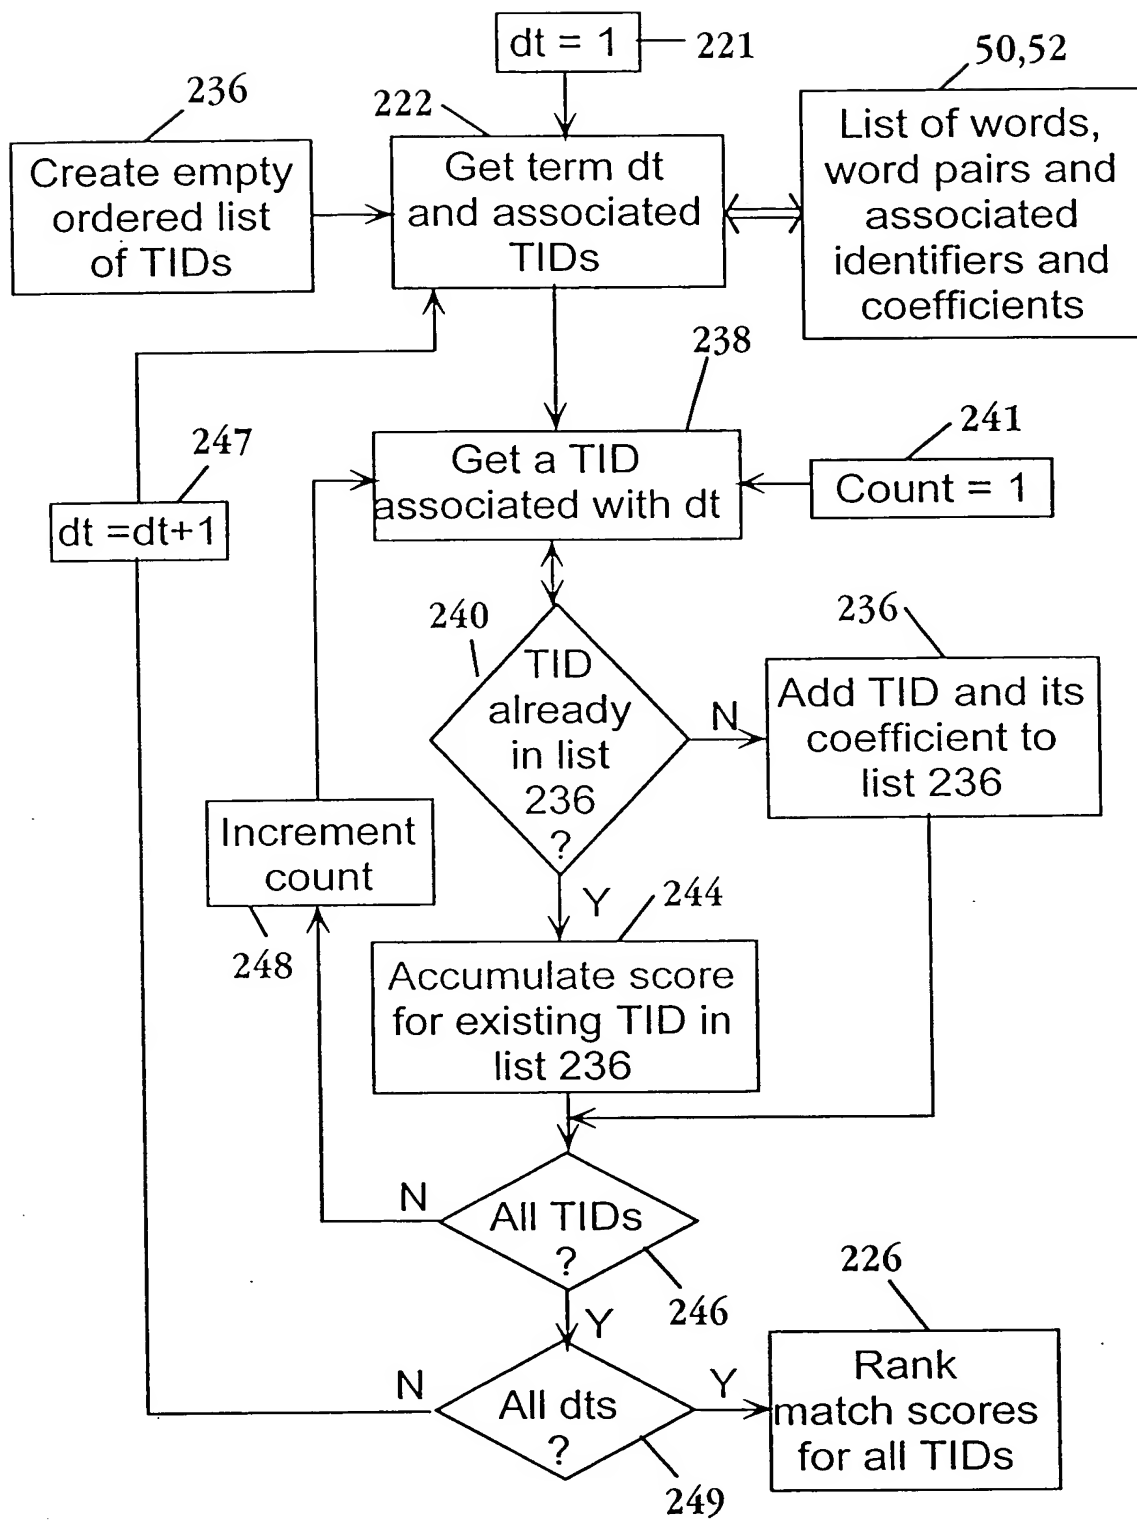 dt = 1
221
50,52
236
222
Create empty
ordered list
of TIDs
Get term dt
and associated
TIDs
List of words,
word pairs and
associated
identifiers and
coefficients
238
247
241
Get a TID
associated with dt
Count = 1
dt =dt+1
240
236
TID
already
in list
236
?
N
Add TID and its
coefficient to
list 236
Increment
count
Y
244
248
Accumulate score
for existing TID in
list 236
N
All TIDs
?
246
226
Y
N
All dts
?
Y
Rank
match scores
for all TIDs
249